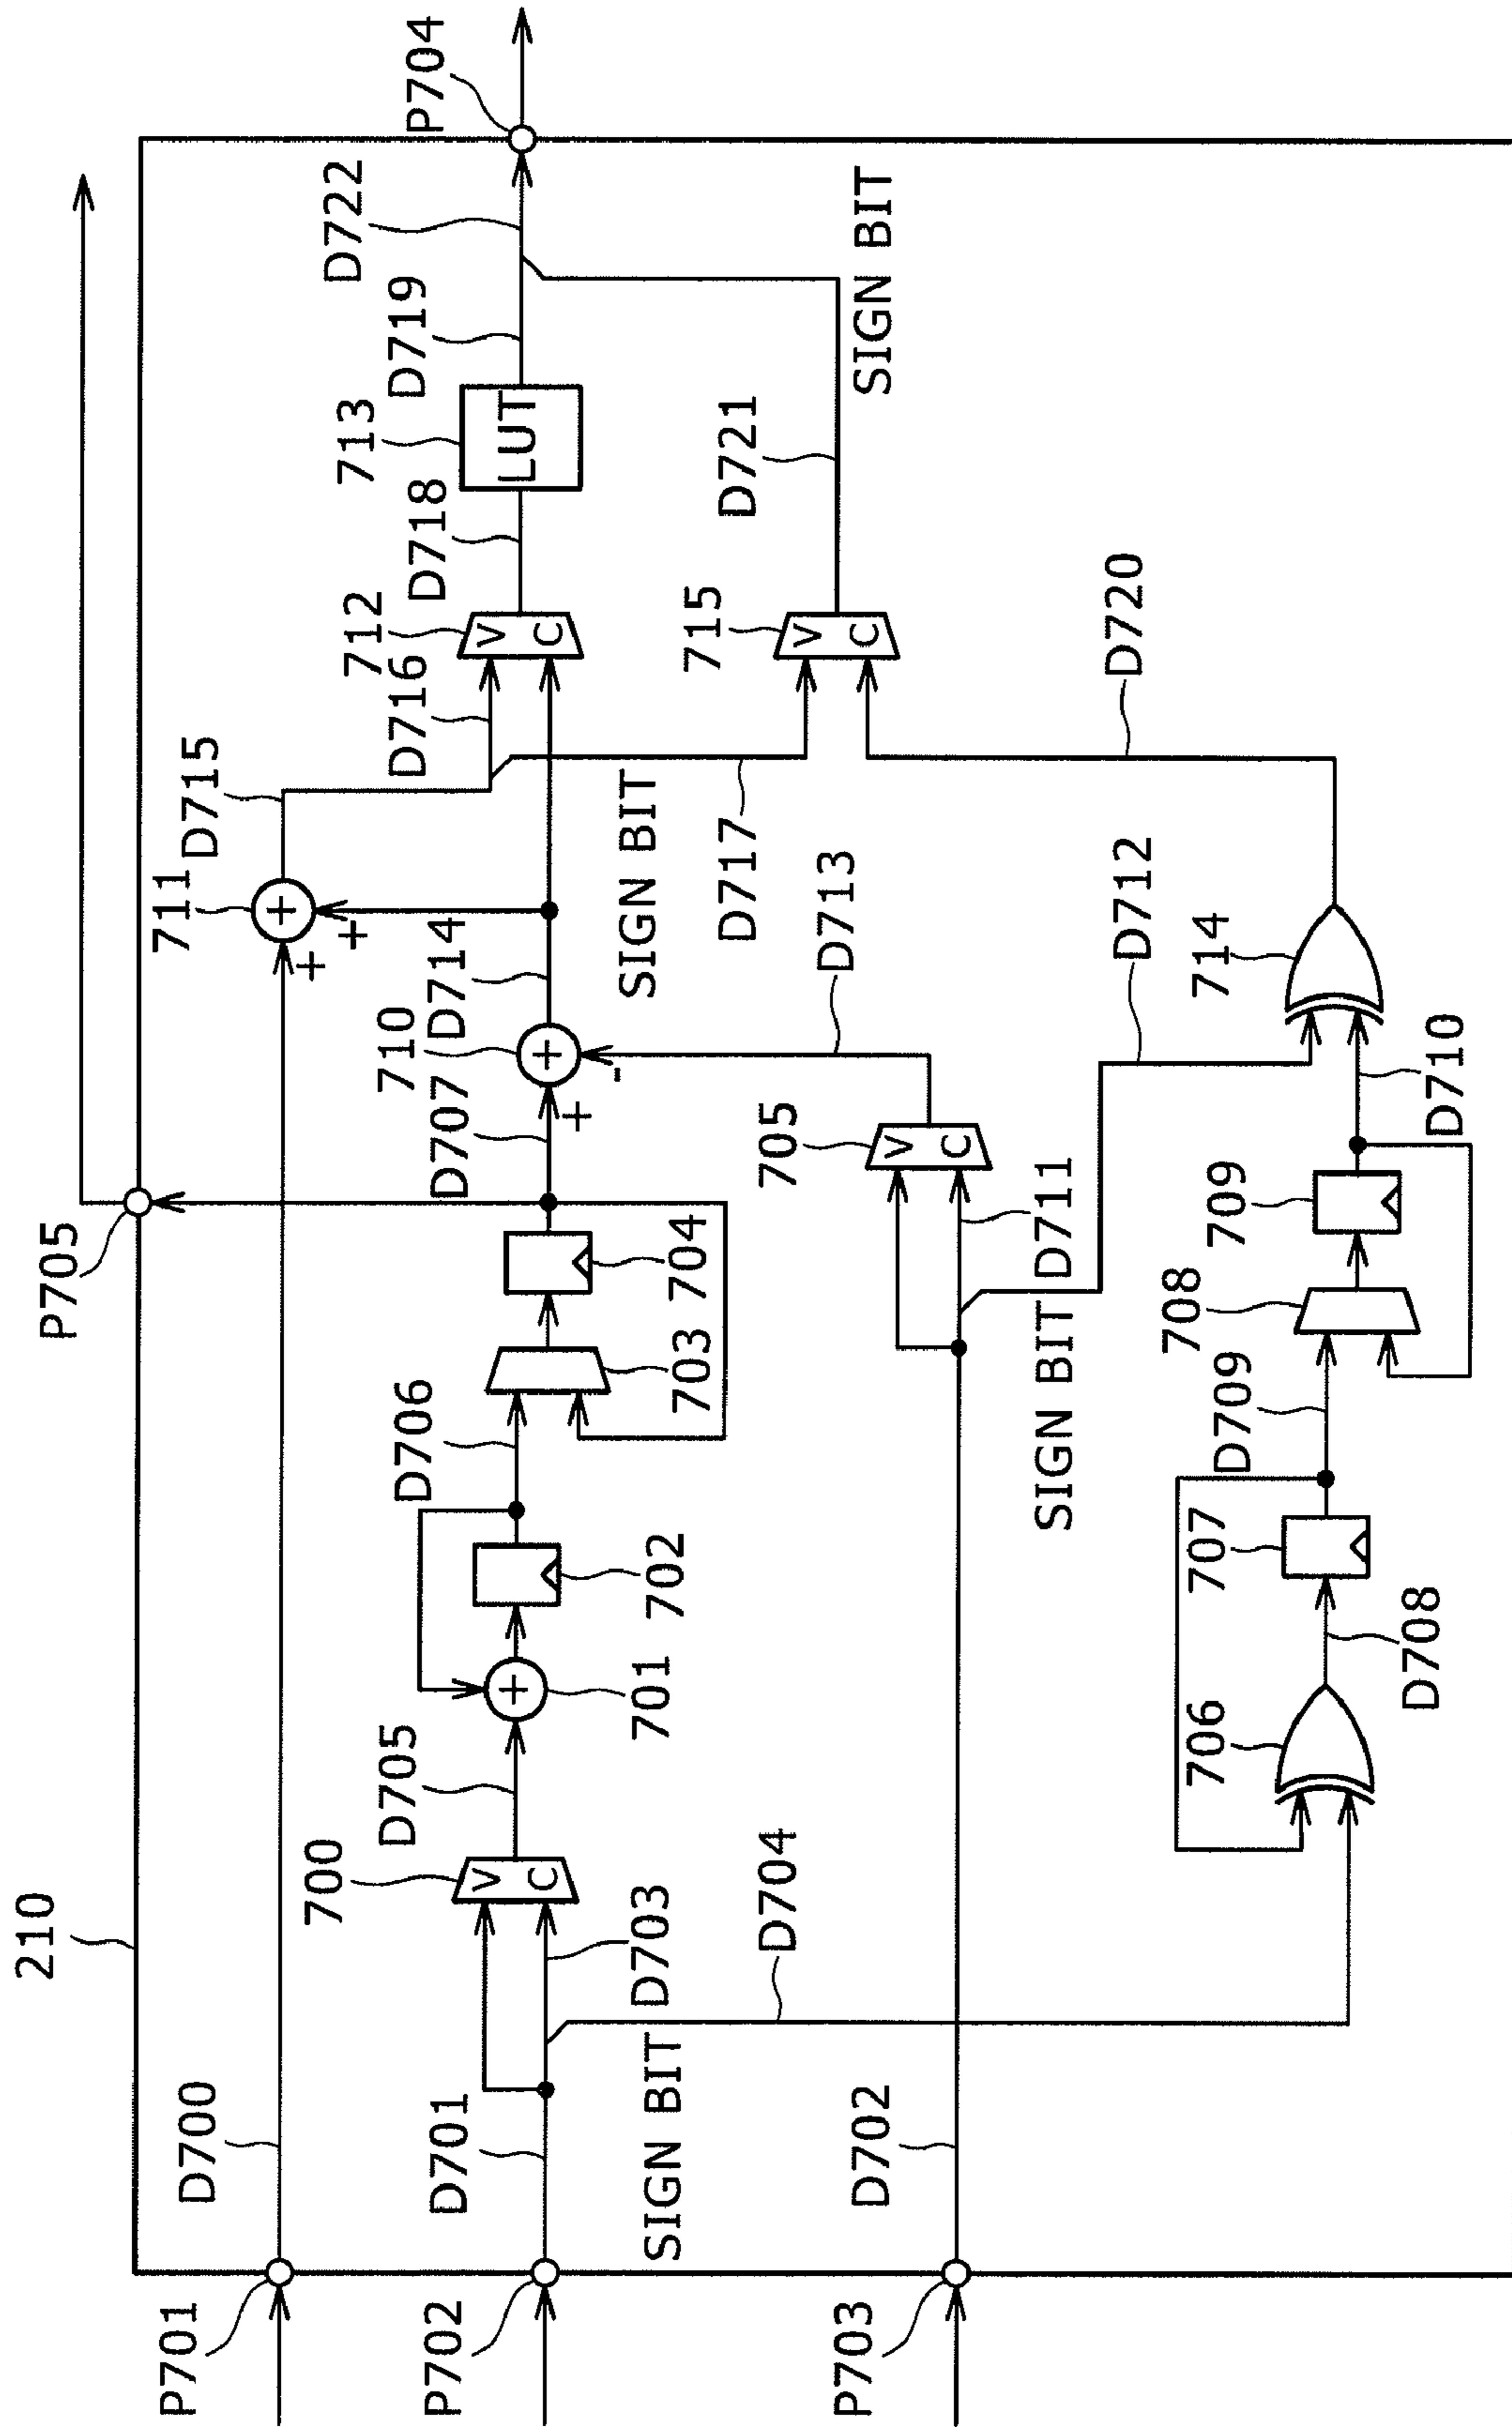 210
P705
P701
D700
711
D715
P704
P702
D701
700
D705
D706
D707
710
D714
D716
712
D718
713
LUT
D719
D722
V
C
+
701
702
703
704
+
-
+
+
+
+
V
C
SIGN BIT
D703
D704
SIGN BIT
D717
715
V
C
D721
SIGN BIT
P703
D702
705
V
C
D713
D711
SIGN BIT
D712
D720
706
707
D709
708
709
714
D708
D710